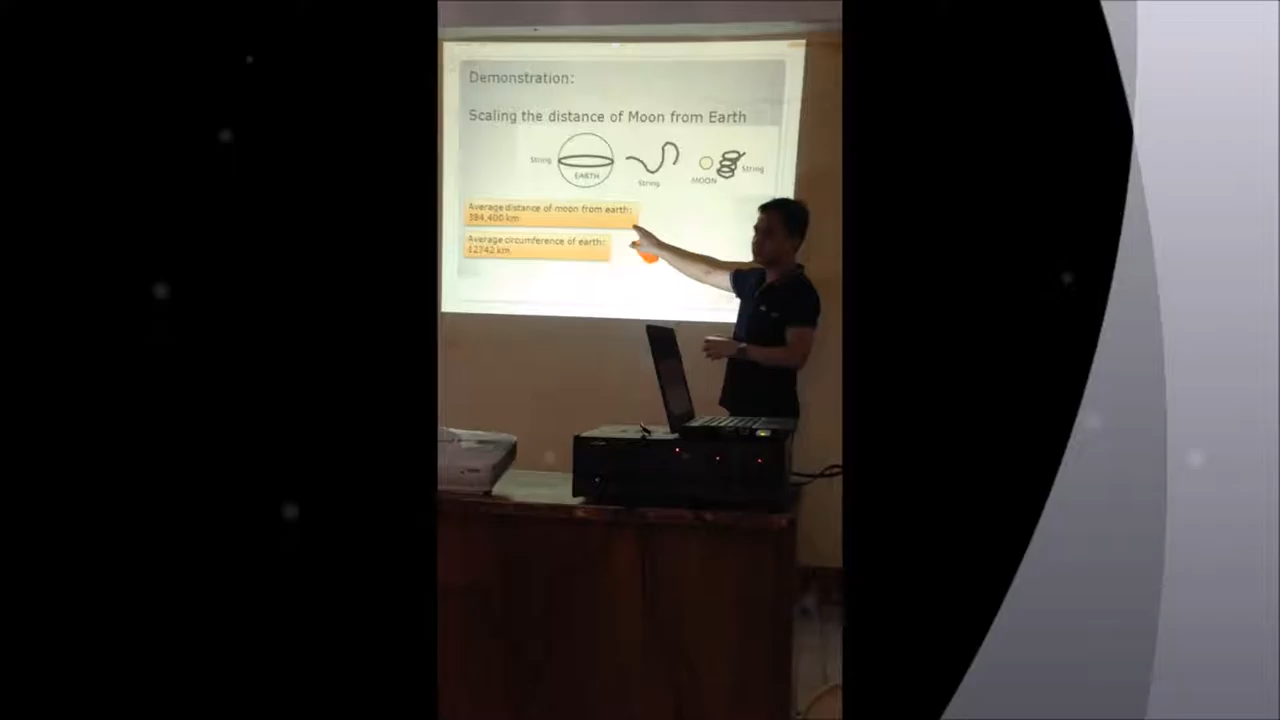 Demonstration:
Scaling the distance of Moon from Earth
String
EARTH
String
MOON
String
Average distance of moon from earth:
384,400 km
Average circumference of earth:
12742 km